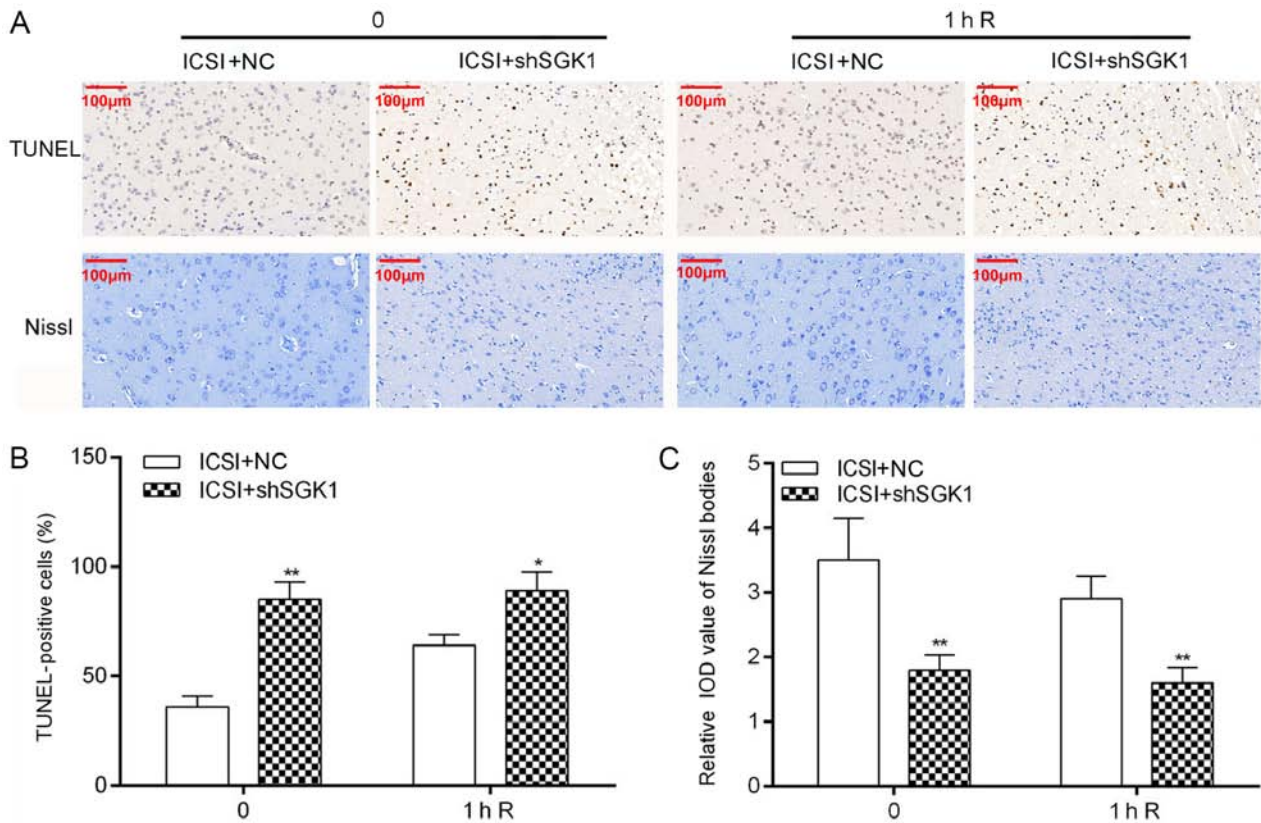 A
0
1 h R
ICSI+NC
ICSI+shSGK1
ICSI+NC
ICSI+shSGK1
TUNEL
100μm
100μm
100μm
100μm
Nissl
100μm
100μm
100μm
100μm
B
ICSI+NC
ICSI+shSGK1
TUNEL-positive cells (%)
150
100
50
0
**
*
0
1 h R
C
ICSI+NC
ICSI+shSGK1
Relative IOD value of Nissl bodies
5
4
3
2
1
0
**
**
0
1 h R